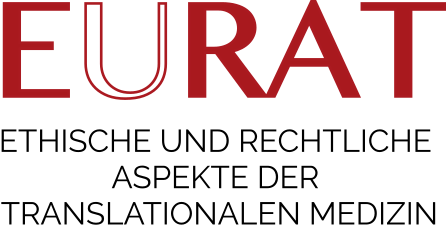 EURAT
ETHISCHE UND RECHTLICHE
ASPEKTE DER
TRANSLATIONALEN MEDIZIN